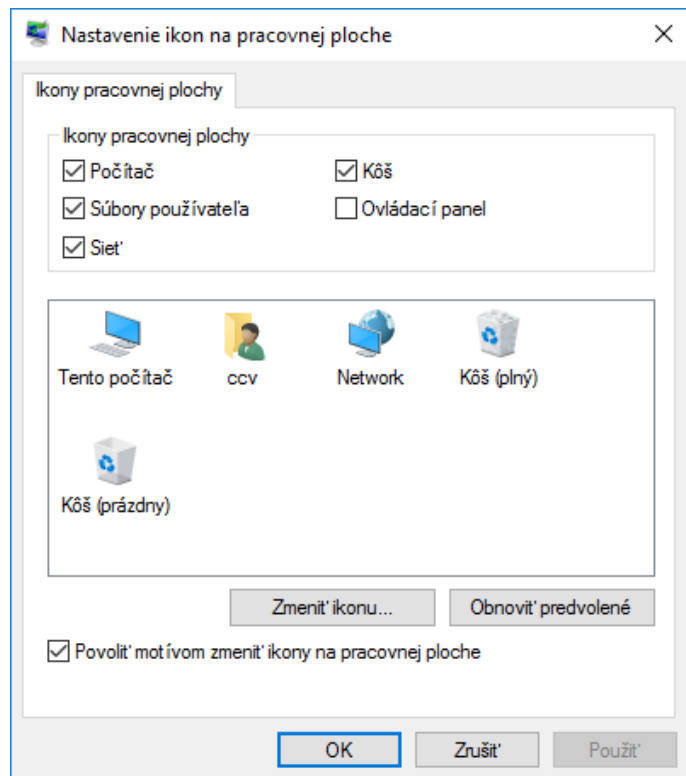 Nastavenie ikon na pracovnej ploche
Ikony pracovnej plochy
Ikony pracovnej plochy
Počítač
Kôš
Súbory používateľa
Ovládací panel
Sieť
Tento počítač
ccv
Network
Kôš (plný)
Kôš (prázdny)
Zmeniť ikonu...
Obnoviť predvolené
Povoliť motívom zmeniť ikony na pracovnej ploche
OK
Zrušiť
Použiť